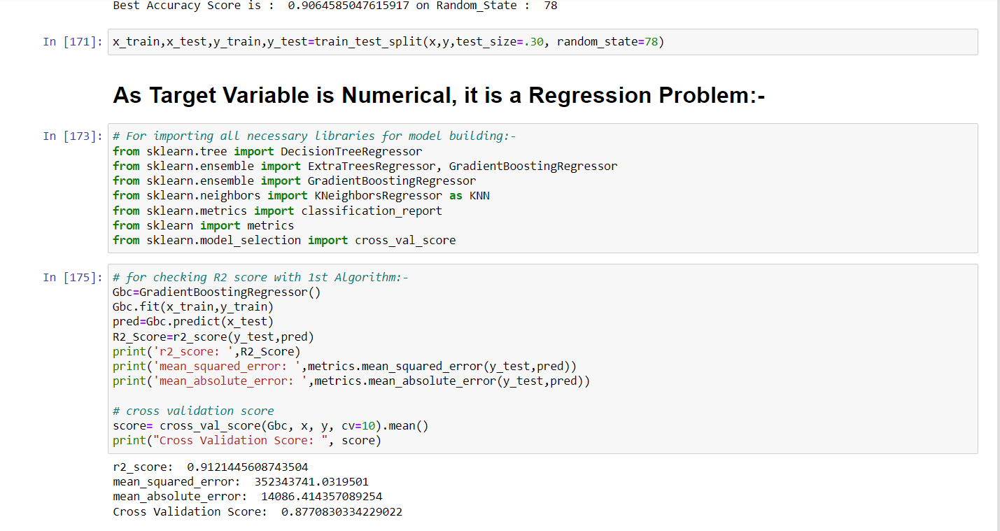 Best Accuracy Score is :  0.9064585047615917 on Random_State :  78
In [171]: x_train,x_test,y_train,y_test=train_test_split(x,y,test_size=.30, random_state=78)
As Target Variable is Numerical, it is a Regression Problem:-
In [173]: # For importing all necessary libraries for model building:-
from sklearn.tree import DecisionTreeRegressor
from sklearn.ensemble import ExtraTreesRegressor, GradientBoostingRegressor
from sklearn.ensemble import GradientBoostingRegressor
from sklearn.neighbors import KNeighborsRegressor as KNN
from sklearn.metrics import classification_report
from sklearn import metrics
from sklearn.model_selection import cross_val_score
In [175]: # for checking R2 score with 1st Algorithm:-
Gbc=GradientBoostingRegressor()
Gbc.fit(x_train,y_train)
pred=Gbc.predict(x_test)
R2_Score=r2_score(y_test,pred)
print('r2_score: ',R2_Score)
print('mean_squared_error: ',metrics.mean_squared_error(y_test,pred))
print('mean_absolute_error: ',metrics.mean_absolute_error(y_test,pred))
# cross validation score
score= cross_val_score(Gbc, x, y, cv=10).mean()
print("Cross Validation Score: ", score)
r2_score:  0.9121445608743504
mean_squared_error:  352343741.0319501
mean_absolute_error:  14086.414357089254
Cross Validation Score:  0.8770830334229022